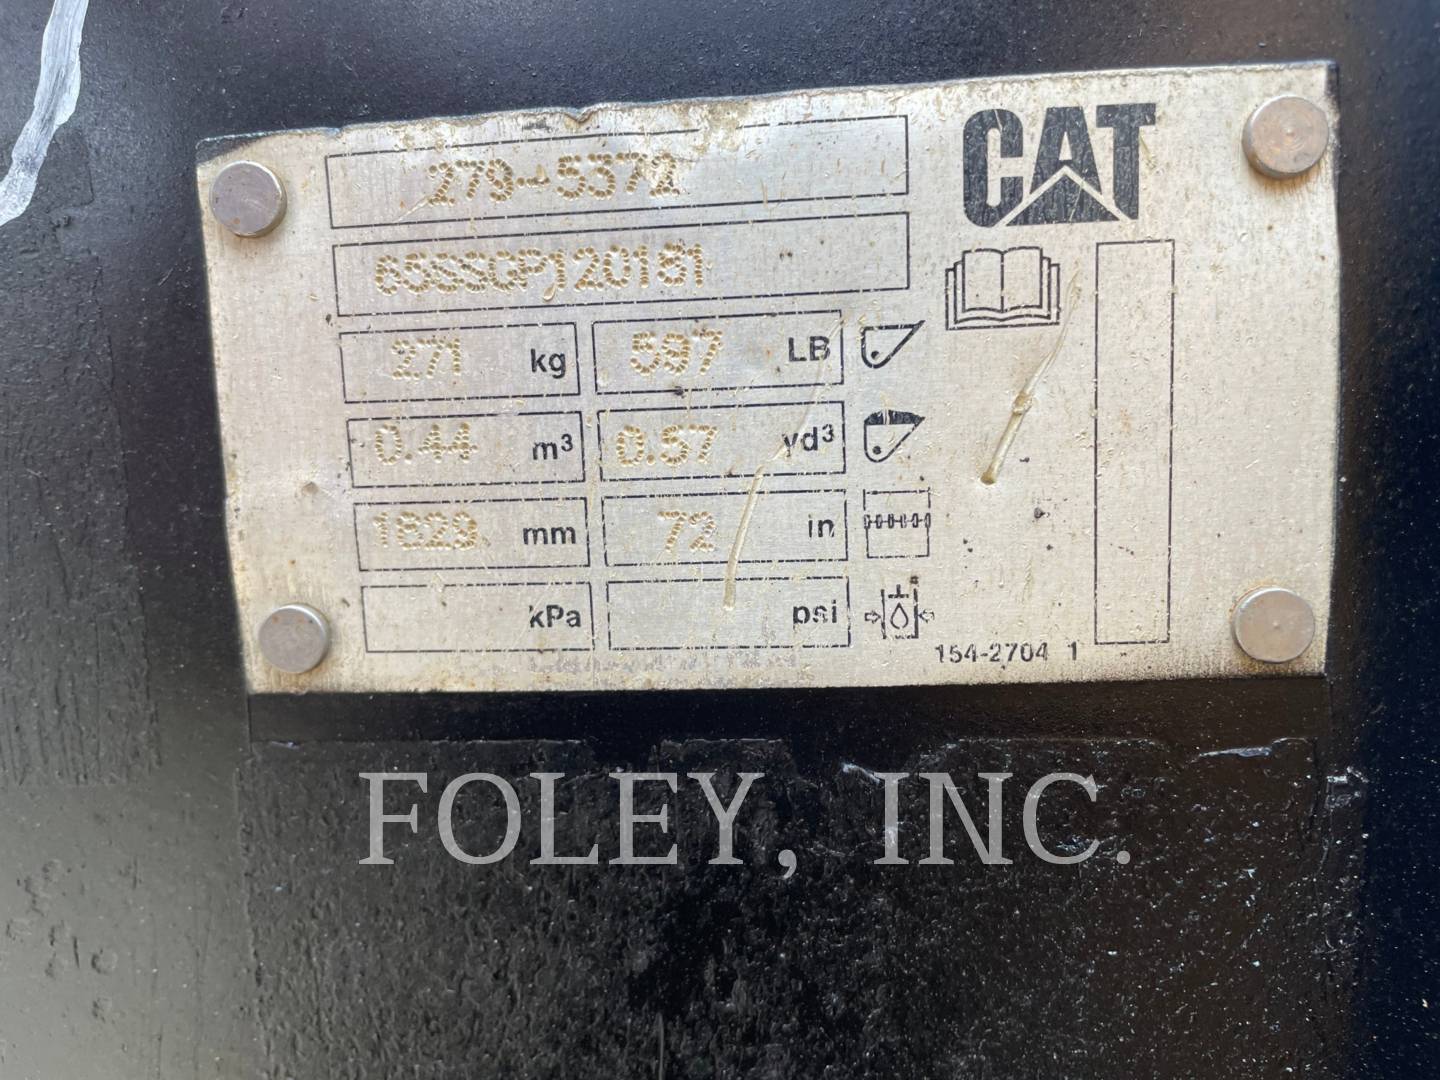 CAT
279-5372
65SSGPJ20181
271 kg 597 LB
0.44 m³ 0.57 yd³
1829 mm 72 in
kPa psi
154-2704 1
FOLEY, INC.